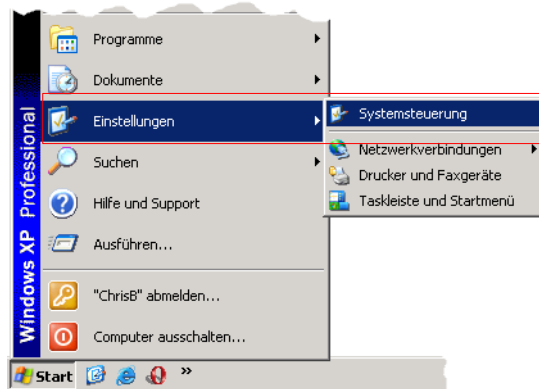 Programme
Dokumente
Einstellungen
Suchen
Hilfe und Support
Ausführen...
"ChrisB" abmelden...
Computer ausschalten...
Windows XP Professional
Systemsteuerung
Netzwerkverbindungen
Drucker und Faxgeräte
Taskleiste und Startmenü
Start
»